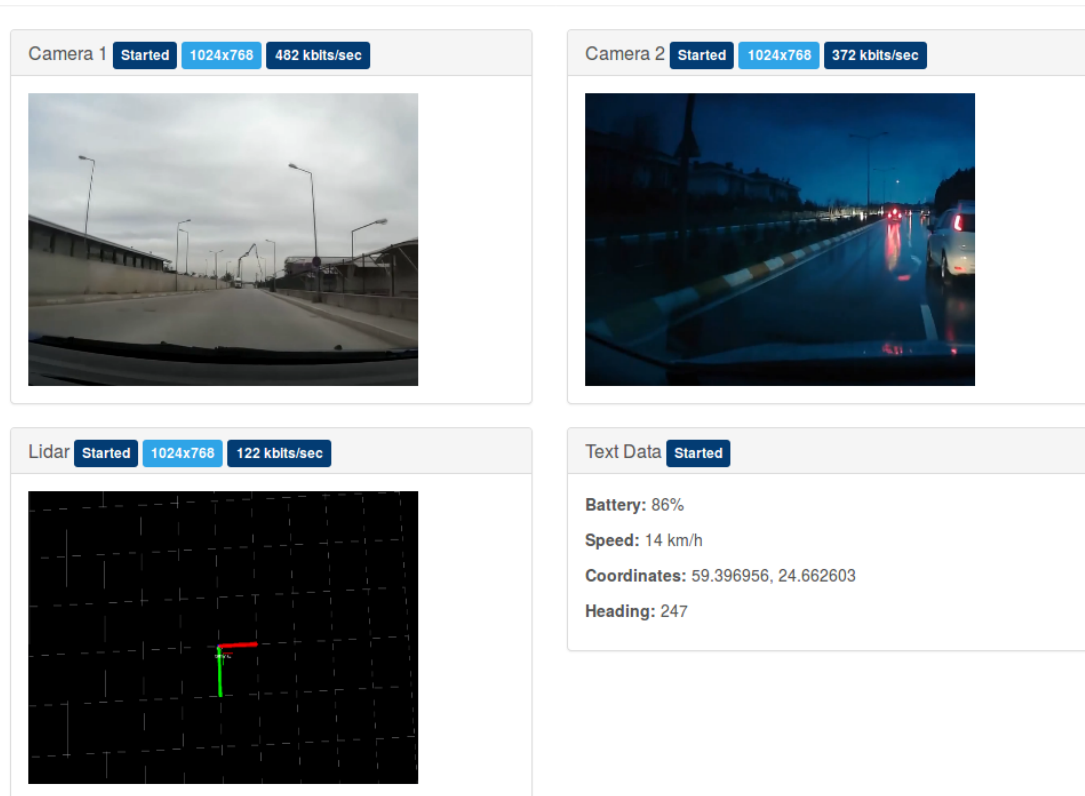 Camera 1 Started 1024x768 482 kbits/sec
Camera 2 Started 1024x768 372 kbits/sec
Lidar Started 1024x768 122 kbits/sec
Text Data Started
Battery: 86%
Speed: 14 km/h
Coordinates: 59.396956, 24.662603
Heading: 247